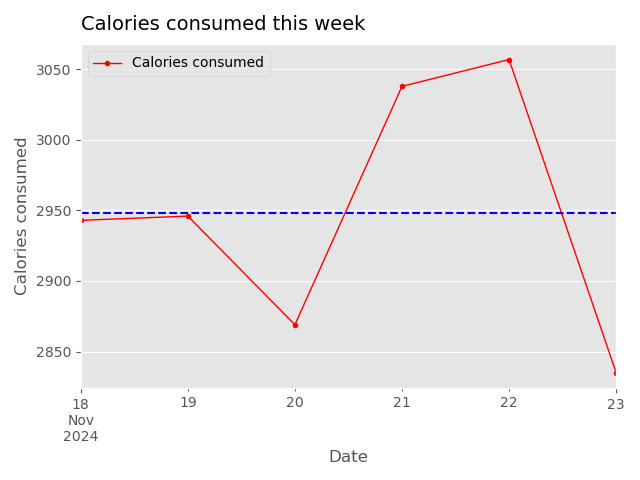 Calories consumed this week
Calories consumed
3050
3000
2950
2900
2850
Calories consumed
18
Nov
2024
19
20
21
22
23
Date